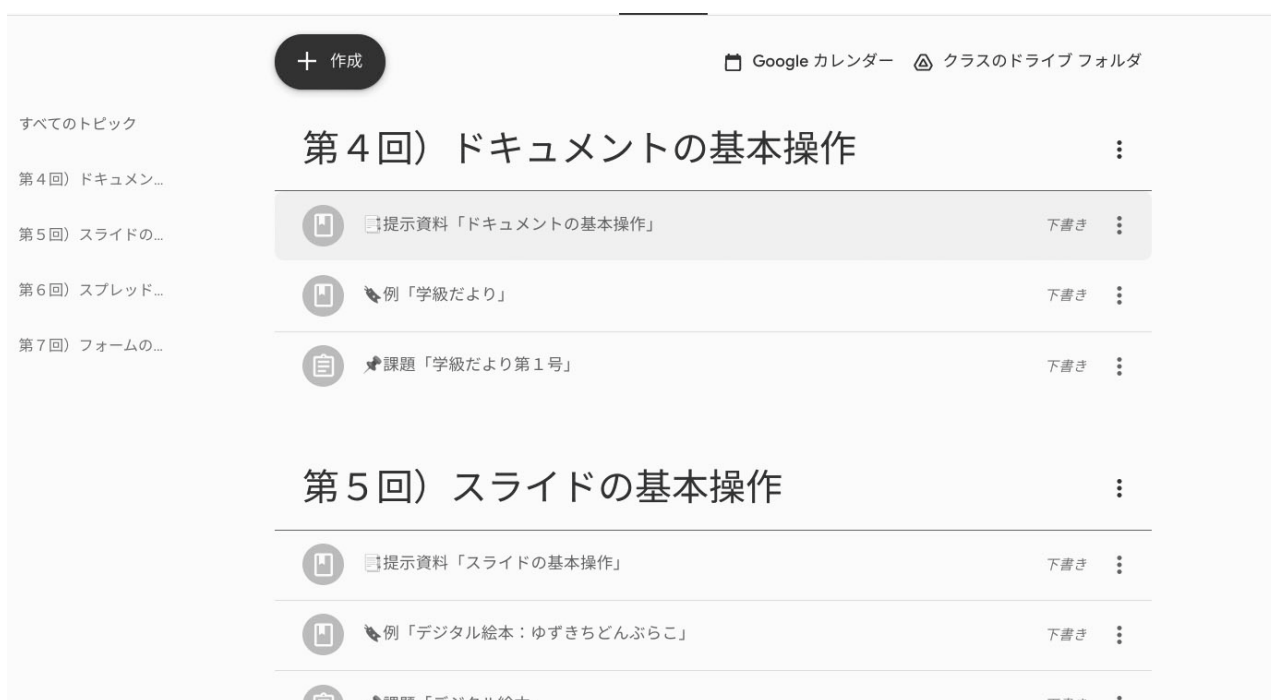 作成
Google カレンダー
クラスのドライブ フォルダ
すべてのトピック
第４回）ドキュメン...
第５回）スライドの...
第６回）スプレッド...
第７回）フォームの...
第４回）ドキュメントの基本操作
📑提示資料「ドキュメントの基本操作」 下書き
🔖例「学級だより」 下書き
📌課題「学級だより第１号」 下書き
第５回）スライドの基本操作
📑提示資料「スライドの基本操作」 下書き
🔖例「デジタル絵本：ゆずきちどんぶらこ」 下書き